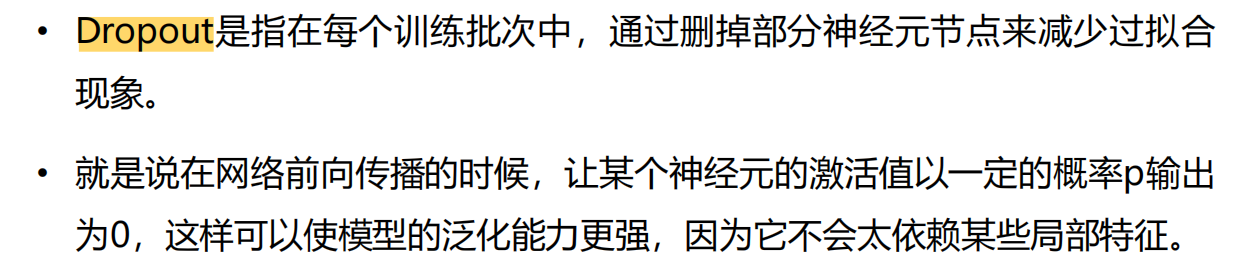 • Dropout是指在每个训练批次中，通过删掉部分神经元节点来减少过拟合
现象。
• 就是说在网络前向传播的时候，让某个神经元的激活值以一定的概率p输出
为0，这样可以使模型的泛化能力更强，因为它不会太依赖某些局部特征。